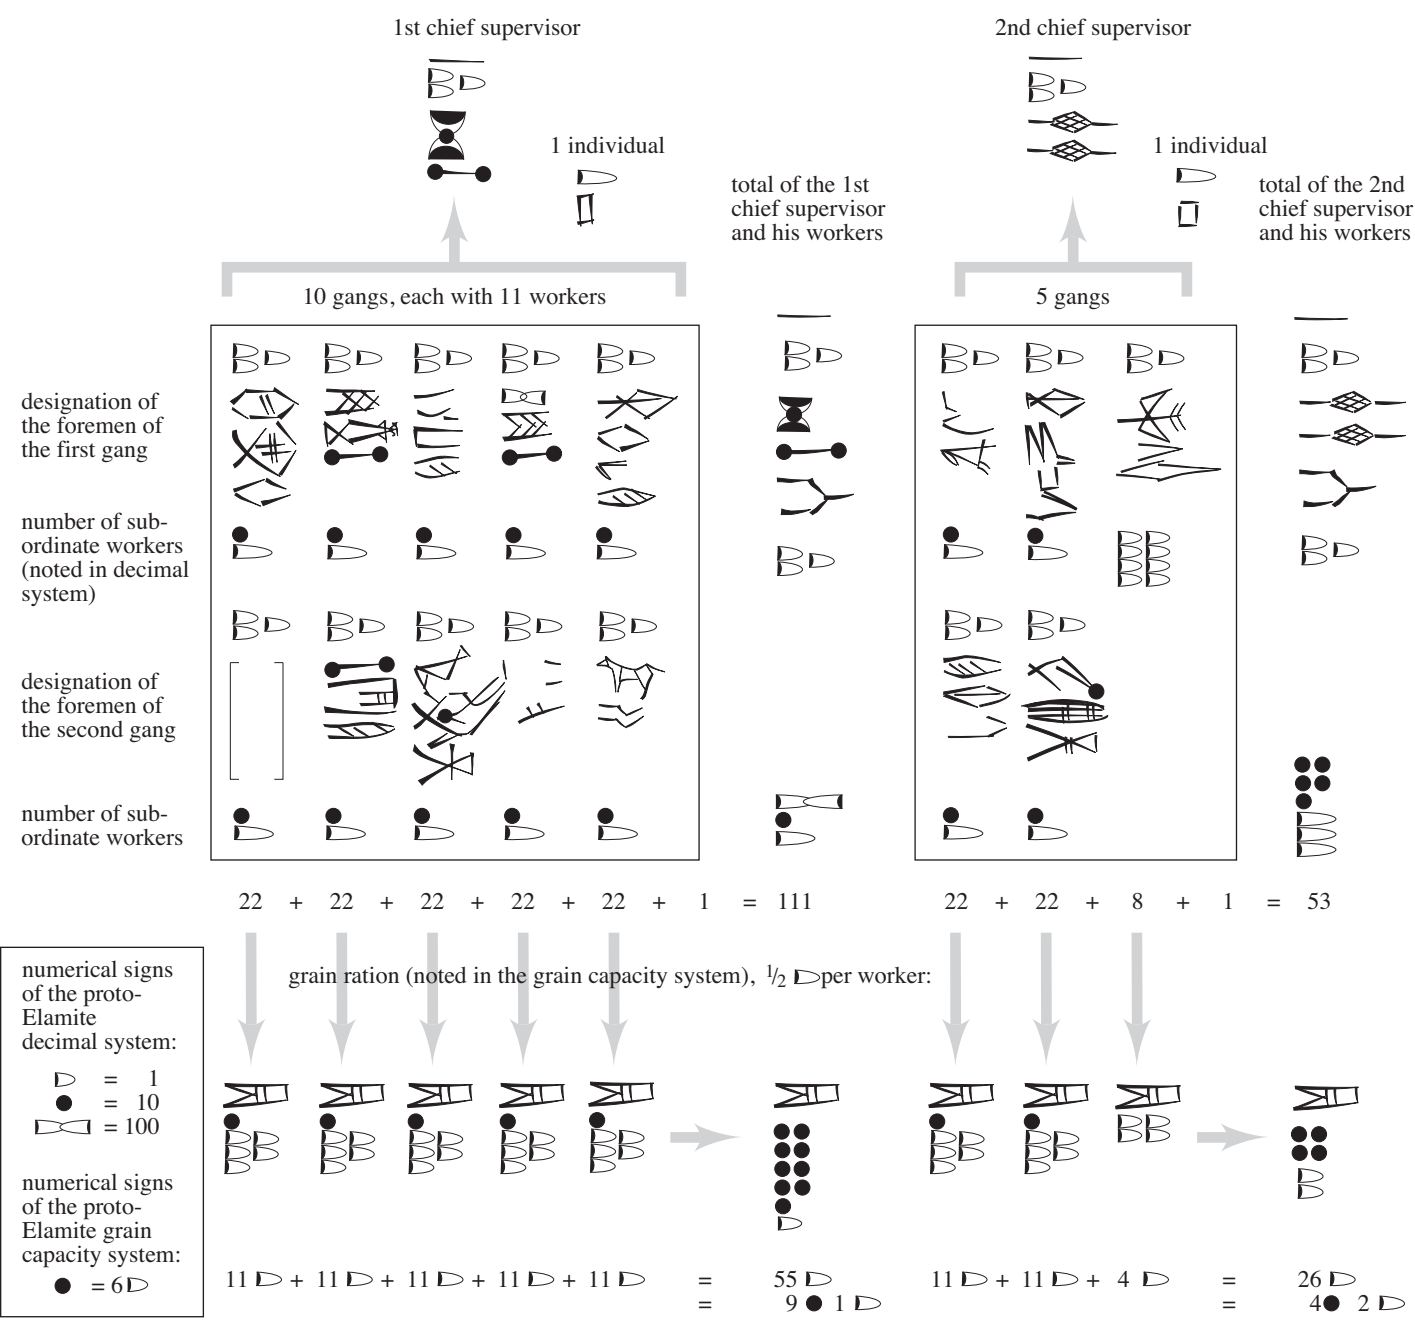 1st chief supervisor
2nd chief supervisor
1 individual
1 individual
total of the 1st
chief supervisor
and his workers
total of the 2nd
chief supervisor
and his workers
10 gangs, each with 11 workers
5 gangs
designation of
the foremen of
the first gang
number of sub-
ordinate workers
(noted in decimal
system)
designation of
the foremen of
the second gang
number of sub-
ordinate workers
22 + 22 + 22 + 22 + 22 + 1 = 111
22 + 22 + 8 + 1 = 53
grain ration (noted in the grain capacity system), 1/2 per worker:
numerical signs
of the proto-
Elamite
decimal system:
= 1
= 10
= 100
numerical signs
of the proto-
Elamite grain
capacity system:
= 6
11 + 11 + 11 + 11 + 11 = 55
= 9 1
11 + 11 + 4 = 26
= 4 2